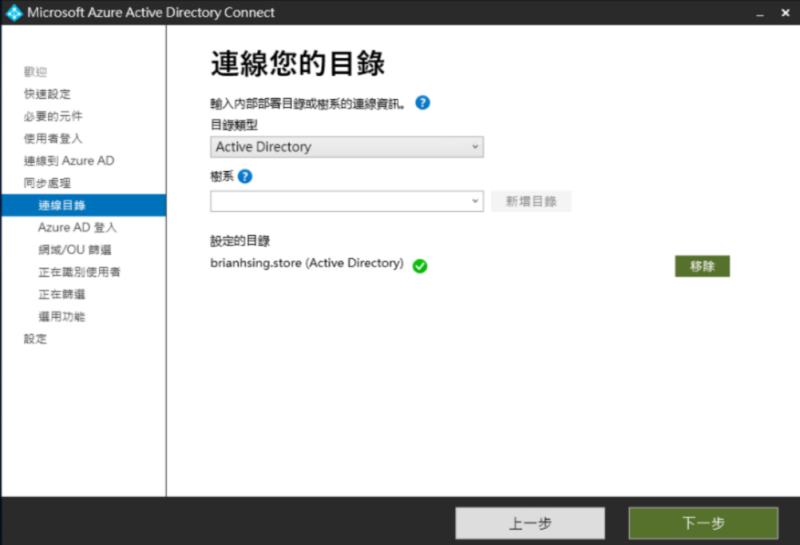 Microsoft Azure Active Directory Connect
歡迎
快速設定
必要的元件
使用者登入
連線到 Azure AD
同步處理
連線目錄
Azure AD 登入
網域/OU 篩選
正在識別使用者
正在篩選
選用功能
設定
連線您的目錄
輸入內部部署目錄或樹系的連線資訊。 ?
目錄類型
Active Directory
樹系 ?
新增目錄
設定的目錄
brianhsing.store (Active Directory)
移除
上一步
下一步